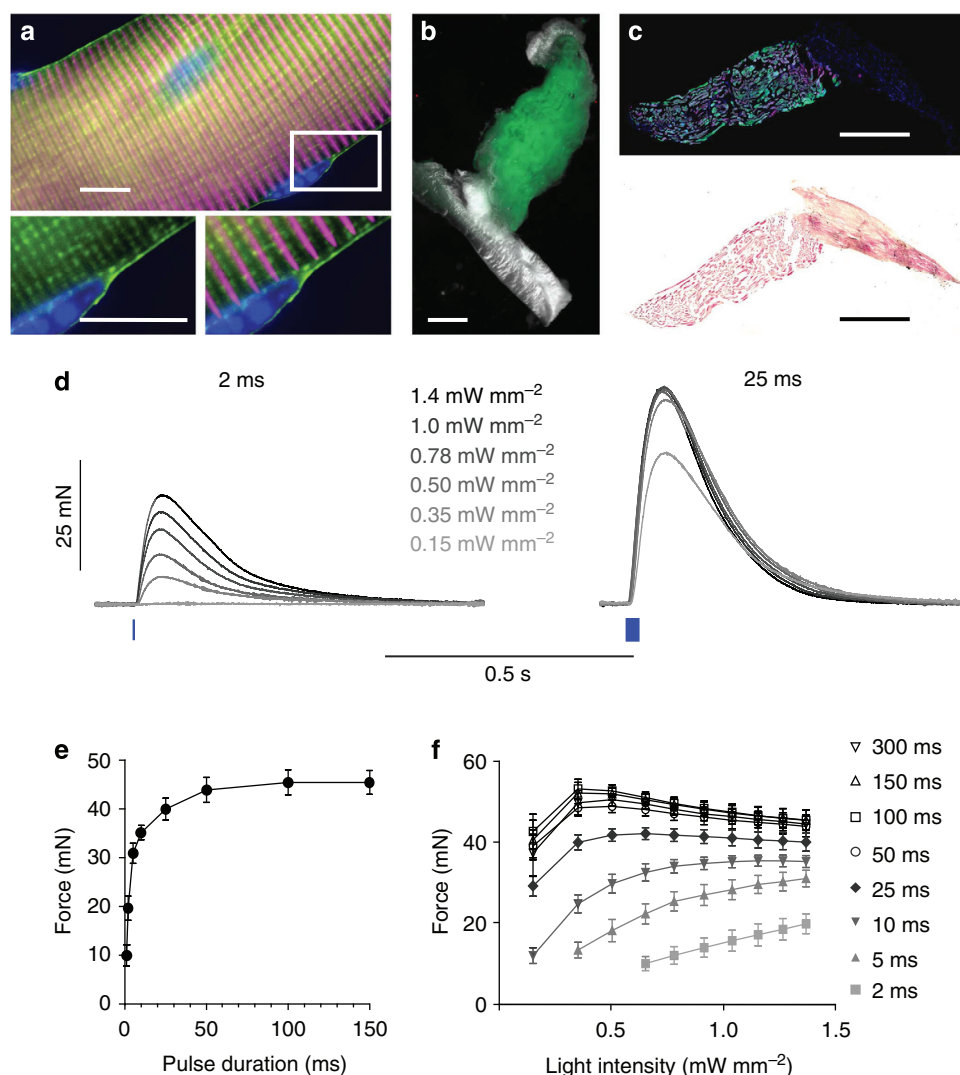 a
b
c
d
2 ms
25 ms
1.4 mW mm⁻²
1.0 mW mm⁻²
0.78 mW mm⁻²
0.50 mW mm⁻²
0.35 mW mm⁻²
0.15 mW mm⁻²
25 mN
0.5 s
e
50
40
30
20
10
0
Force (mN)
0
50
100
150
Pulse duration (ms)
f
60
40
20
0
Force (mN)
0.5
1.0
1.5
Light intensity (mW mm⁻²)
300 ms
150 ms
100 ms
50 ms
25 ms
10 ms
5 ms
2 ms